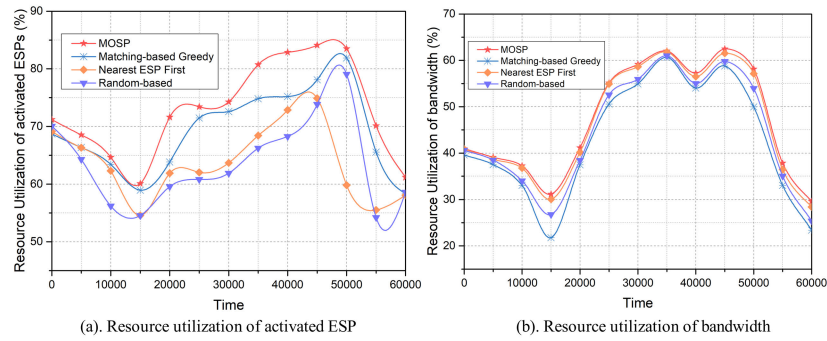 90
80
70
60
50
Resource Utilization of activated ESPs (%)
MOSP
Matching-based Greedy
Nearest ESP First
Random-based
0 10000 20000 30000 40000 50000 60000
Time
(a). Resource utilization of activated ESP
70
60
50
40
30
20
Resource Utilization of bandwidth (%)
MOSP
Matching-based Greedy
Nearest ESP First
Random-based
0 10000 20000 30000 40000 50000 60000
Time
(b). Resource utilization of bandwidth